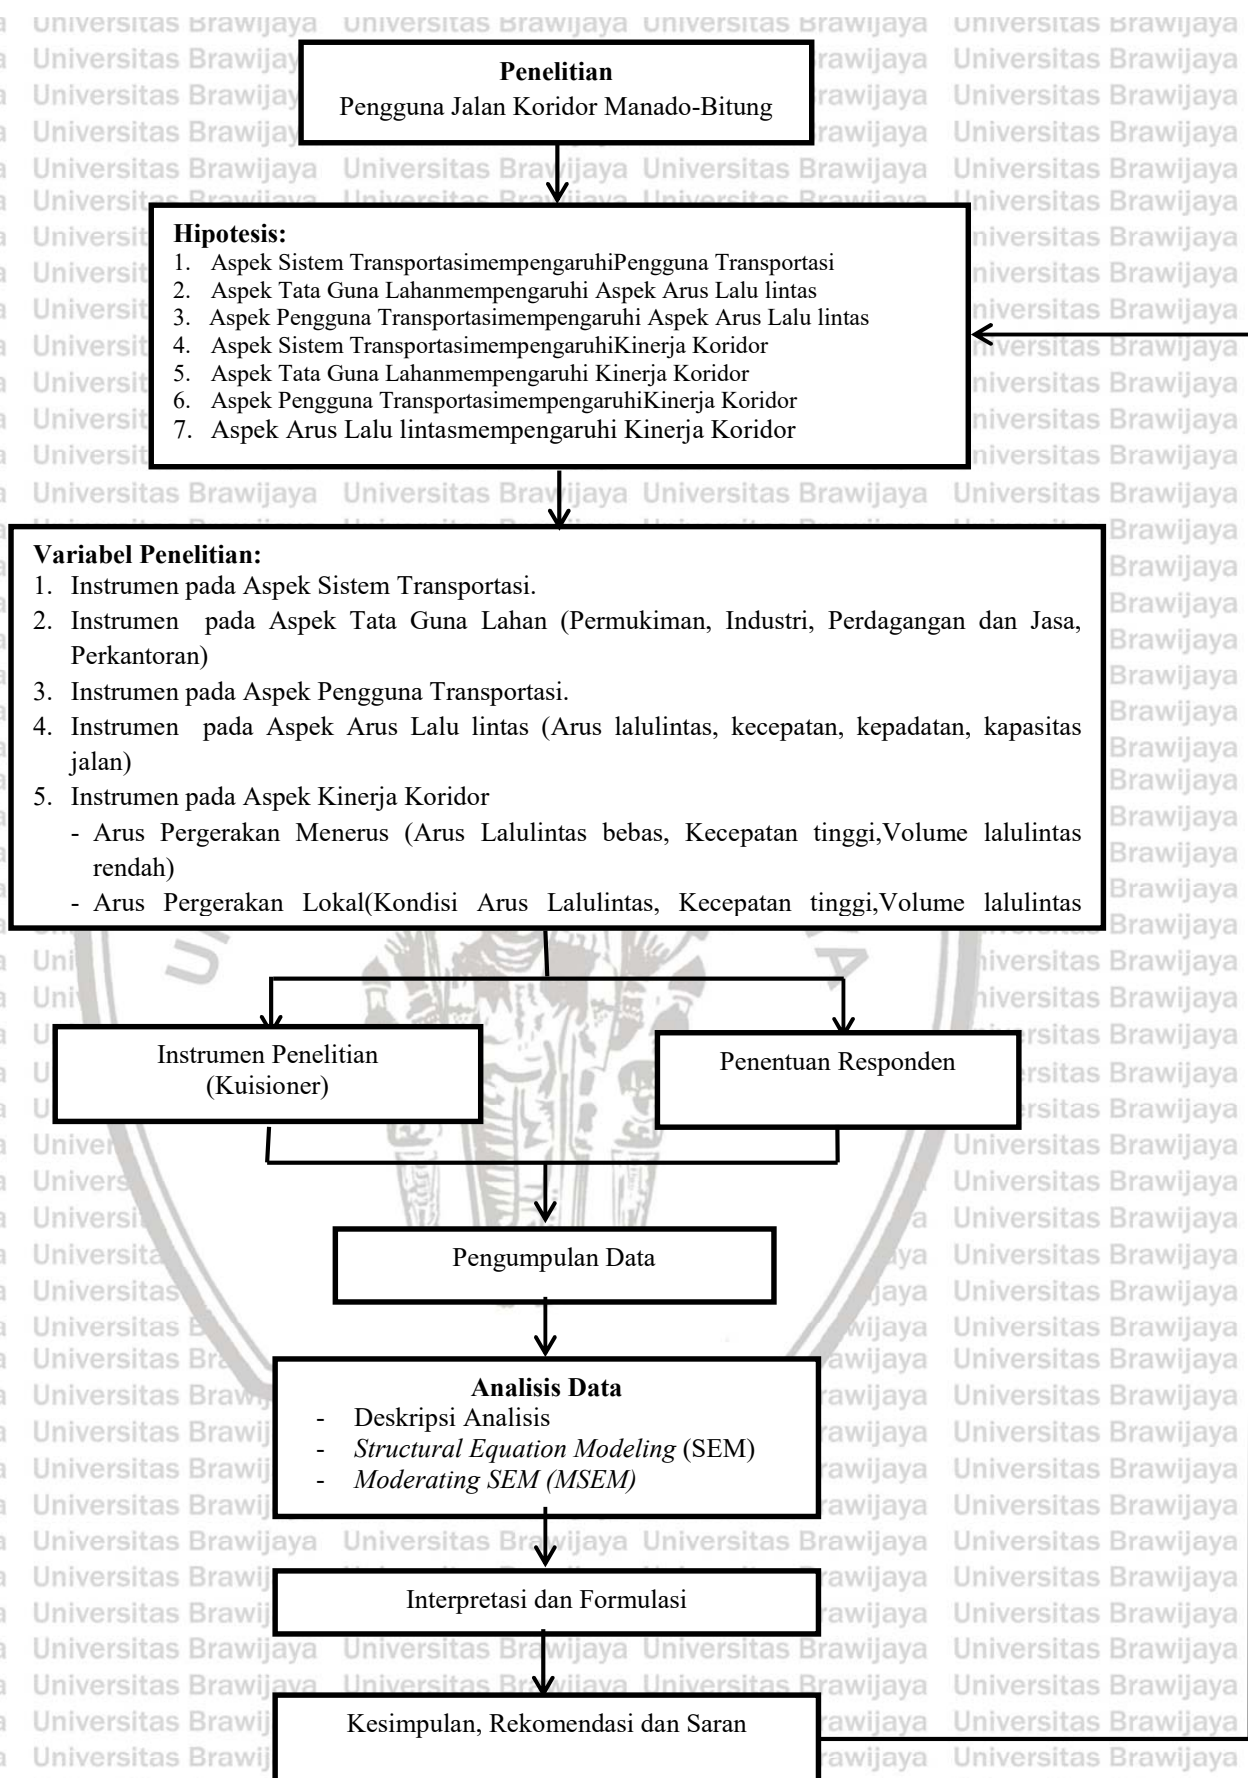 Penelitian
Pengguna Jalan Koridor Manado-Bitung
Hipotesis:
1. Aspek Sistem TransportasimempengaruhiPengguna Transportasi
2. Aspek Tata Guna Lahanmempengaruhi Aspek Arus Lalu lintas
3. Aspek Pengguna Transportasimempengaruhi Aspek Arus Lalu lintas
4. Aspek Sistem TransportasimempengaruhiKinerja Koridor
5. Aspek Tata Guna Lahanmempengaruhi Kinerja Koridor
6. Aspek Pengguna TransportasimempengaruhiKinerja Koridor
7. Aspek Arus Lalu lintasmempengaruhi Kinerja Koridor
Variabel Penelitian:
1. Instrumen pada Aspek Sistem Transportasi.
2. Instrumen pada Aspek Tata Guna Lahan (Permukiman, Industri, Perdagangan dan Jasa,
Perkantoran)
3. Instrumen pada Aspek Pengguna Transportasi.
4. Instrumen pada Aspek Arus Lalu lintas (Arus lalulintas, kecepatan, kepadatan, kapasitas
jalan)
5. Instrumen pada Aspek Kinerja Koridor
- Arus Pergerakan Menerus (Arus Lalulintas bebas, Kecepatan tinggi,Volume lalulintas
rendah)
- Arus Pergerakan Lokal(Kondisi Arus Lalulintas, Kecepatan tinggi,Volume lalulintas
Instrumen Penelitian
(Kuisioner)
Penentuan Responden
Pengumpulan Data
Analisis Data
- Deskripsi Analisis
- Structural Equation Modeling (SEM)
- Moderating SEM (MSEM)
Interpretasi dan Formulasi
Kesimpulan, Rekomendasi dan Saran